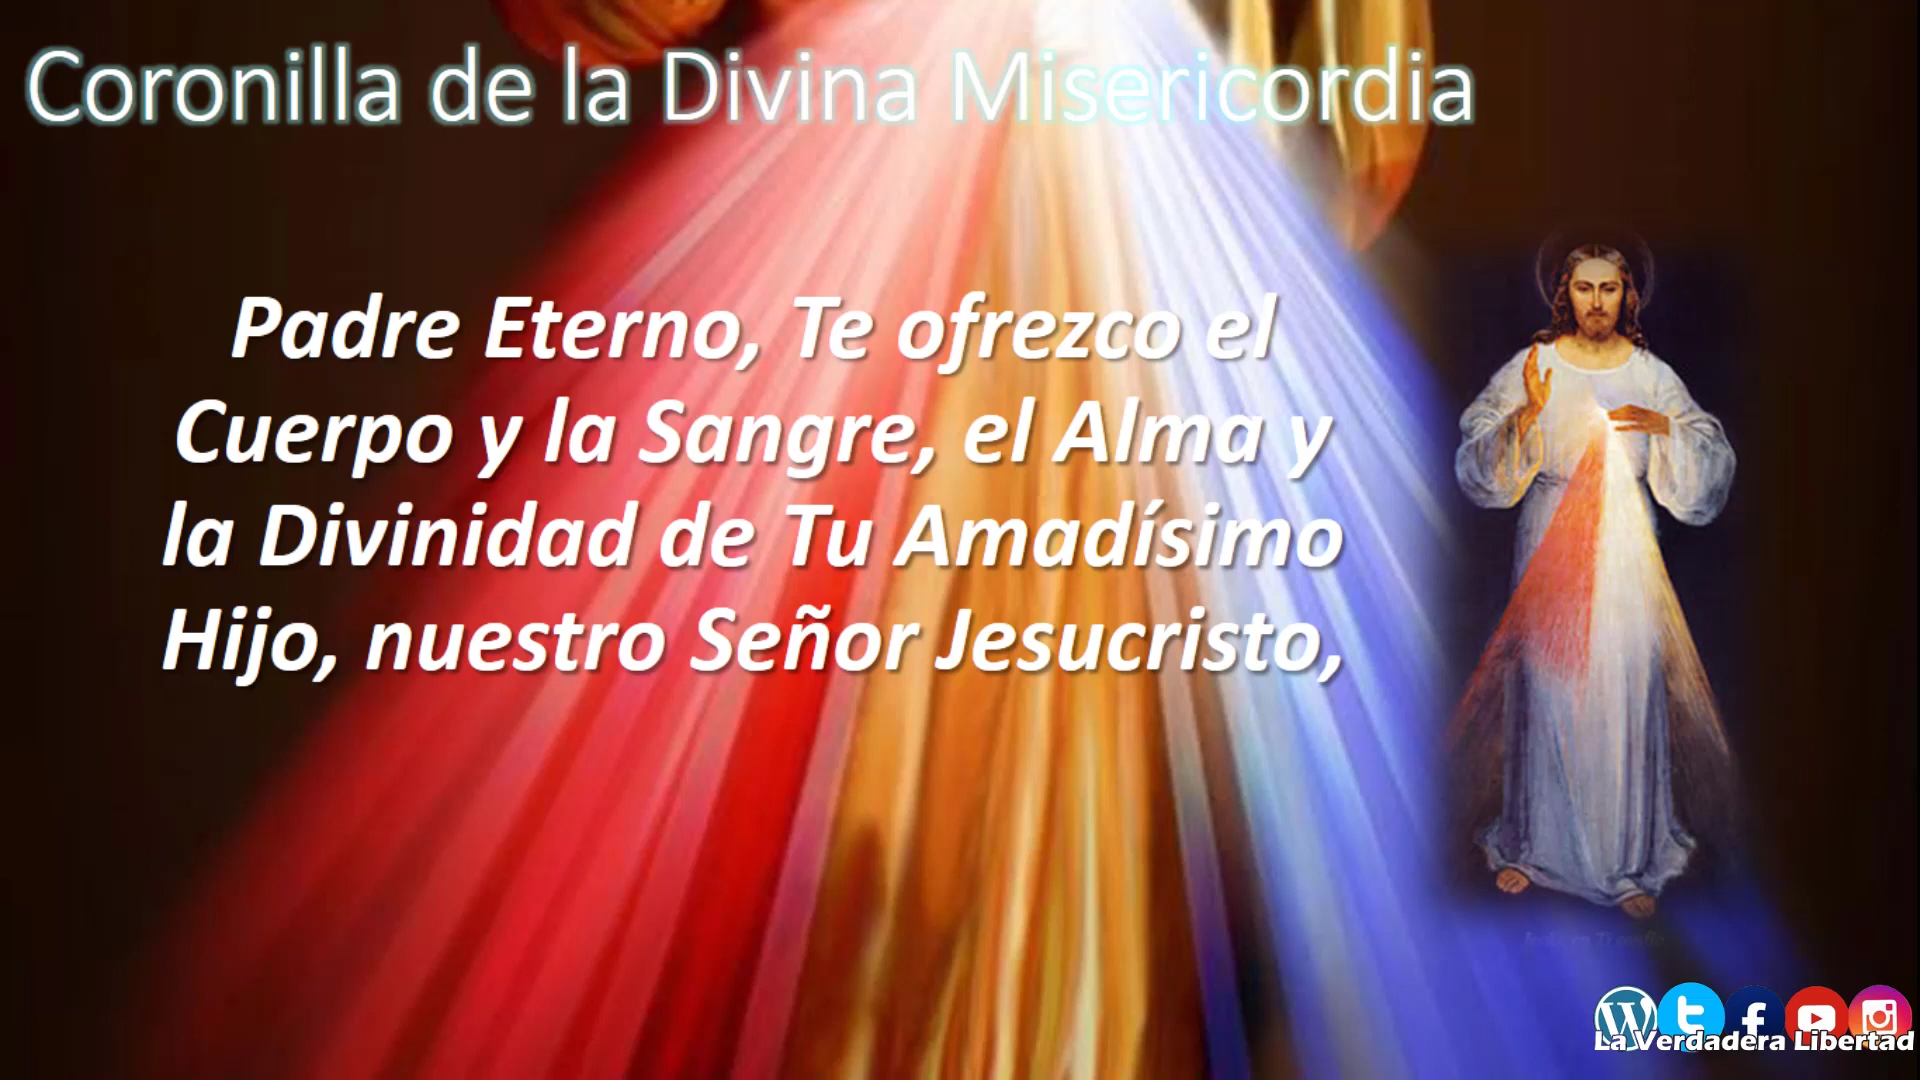 Coronilla de la Divina Misericordia
Padre Eterno, Te ofrezco el
Cuerpo y la Sangre, el Alma y
la Divinidad de Tu Amadísimo
Hijo, nuestro Señor Jesucristo,
La Verdadera Libertad